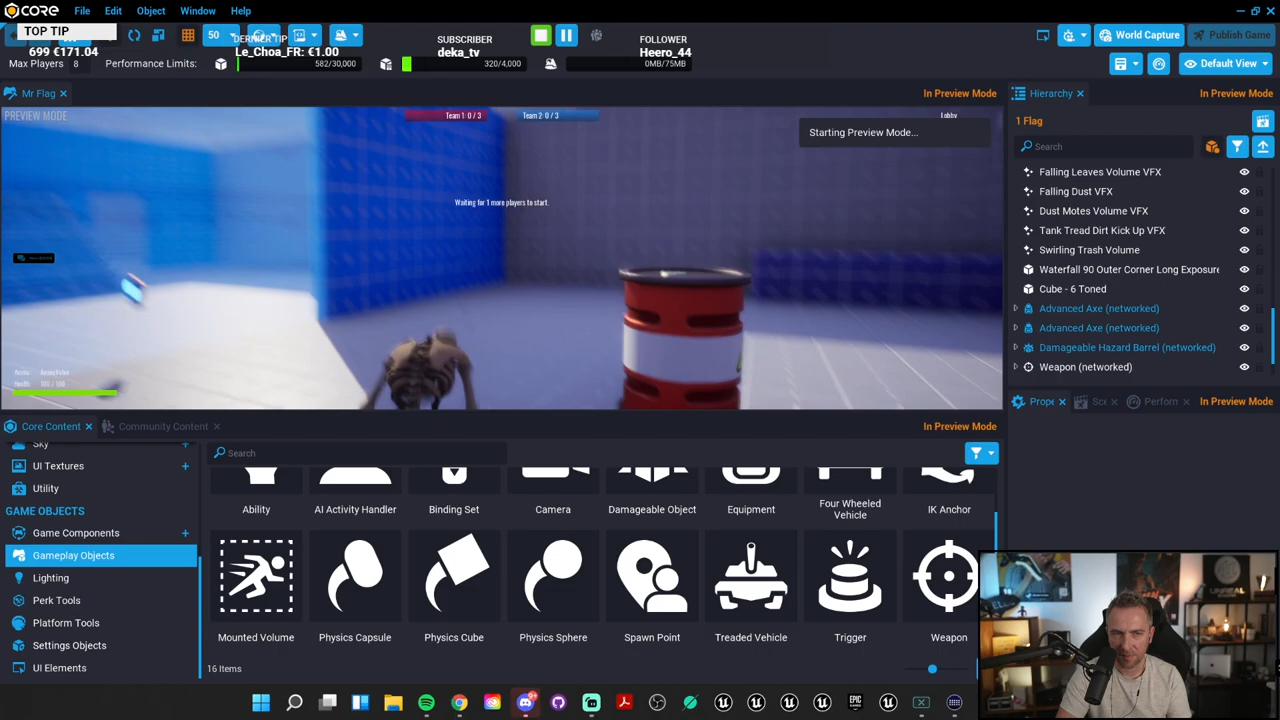 CORE File Edit Object Window Help
TOP TIP
699 €171.04
50
Le_Choa_FR: €1.00
SUBSCRIBER
deka_tv
FOLLOWER
Heero_44
World Capture
Publish Game
Max Players 8 Performance Limits: 582/30,000 320/4,000 0MB/75MB Default View
Mr Flag In Preview Mode
Hierarchy In Preview Mode
PREVIEW MODE
Team 1: 0 / 3 Team 2: 0 / 3
Lobby
Starting Preview Mode...
Waiting for 1 more players to start.
100 / 100
1 Flag
Search
Falling Leaves Volume VFX
Falling Dust VFX
Dust Motes Volume VFX
Tank Tread Dirt Kick Up VFX
Swirling Trash Volume
Waterfall 90 Outer Corner Long Exposure
Cube - 6 Toned
Advanced Axe (networked)
Advanced Axe (networked)
Damageable Hazard Barrel (networked)
Weapon (networked)
Prope Sc Perform In Preview Mode
Core Content Community Content In Preview Mode
Sky
UI Textures
Utility
GAME OBJECTS
Game Components
Gameplay Objects
Lighting
Perk Tools
Platform Tools
Settings Objects
UI Elements
Search
Ability AI Activity Handler Binding Set Camera Damageable Object Equipment Four Wheeled Vehicle IK Anchor
Mounted Volume Physics Capsule Physics Cube Physics Sphere Spawn Point Treaded Vehicle Trigger Weapon
16 Items
EPIC GAMES